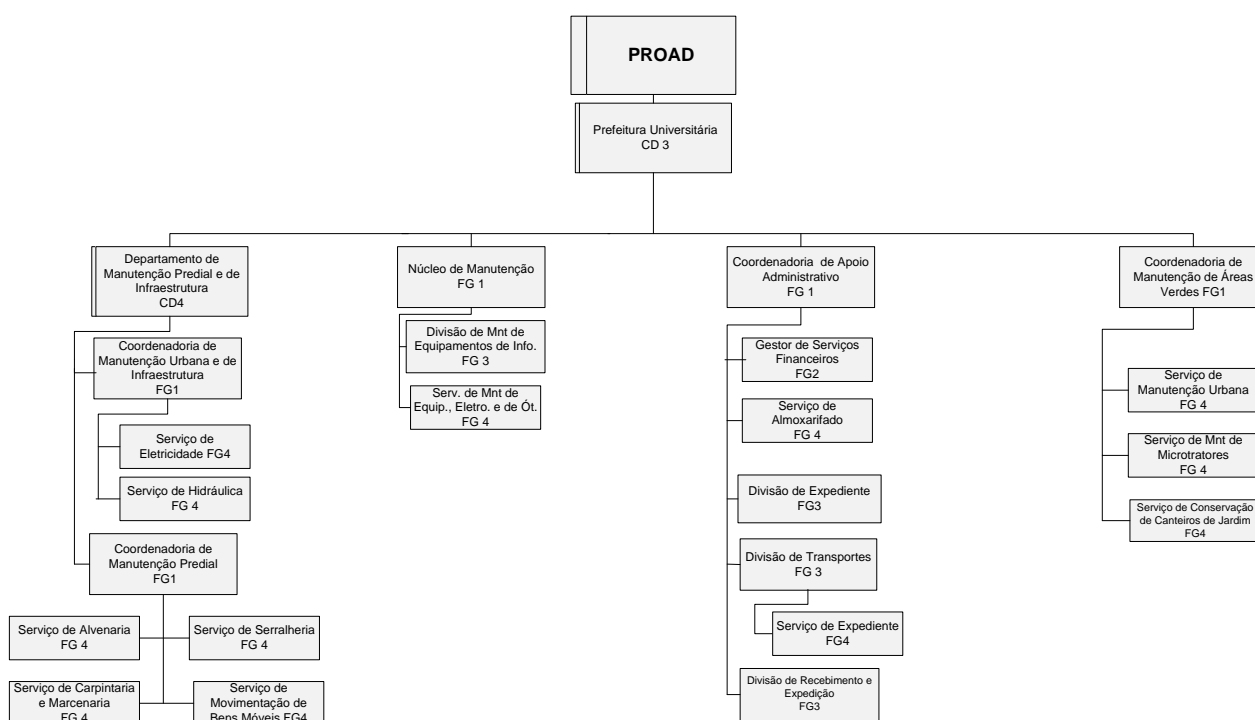 PROAD
Prefeitura Universitária
CD 3
Departamento de
Manutenção Predial e de
Infraestrutura
CD4
Coordenadoria de
Manutenção Urbana e de
Infraestrutura
FG1
Serviço de
Eletricidade FG4
Serviço de Hidráulica
FG 4
Coordenadoria de
Manutenção Predial
FG1
Serviço de Alvenaria
FG 4
Serviço de Serralheria
FG 4
Serviço de Carpintaria
e Marcenaria
FG 4
Serviço de
Movimentação de
Bens Móveis FG4
Núcleo de Manutenção
FG 1
Divisão de Mnt de
Equipamentos de Info.
FG 3
Serv. de Mnt de
Equip., Eletro. e de Ót.
FG 4
Coordenadoria de Apoio
Administrativo
FG 1
Gestor de Serviços
Financeiros
FG2
Serviço de
Almoxarifado
FG 4
Divisão de Expediente
FG3
Divisão de Transportes
FG 3
Serviço de Expediente
FG4
Divisão de Recebimento e
Expedição
FG3
Coordenadoria de
Manutenção de Áreas
Verdes FG1
Serviço de
Manutenção Urbana
FG 4
Serviço de Mnt de
Microtratores
FG 4
Serviço de Conservação
de Canteiros de Jardim
FG4